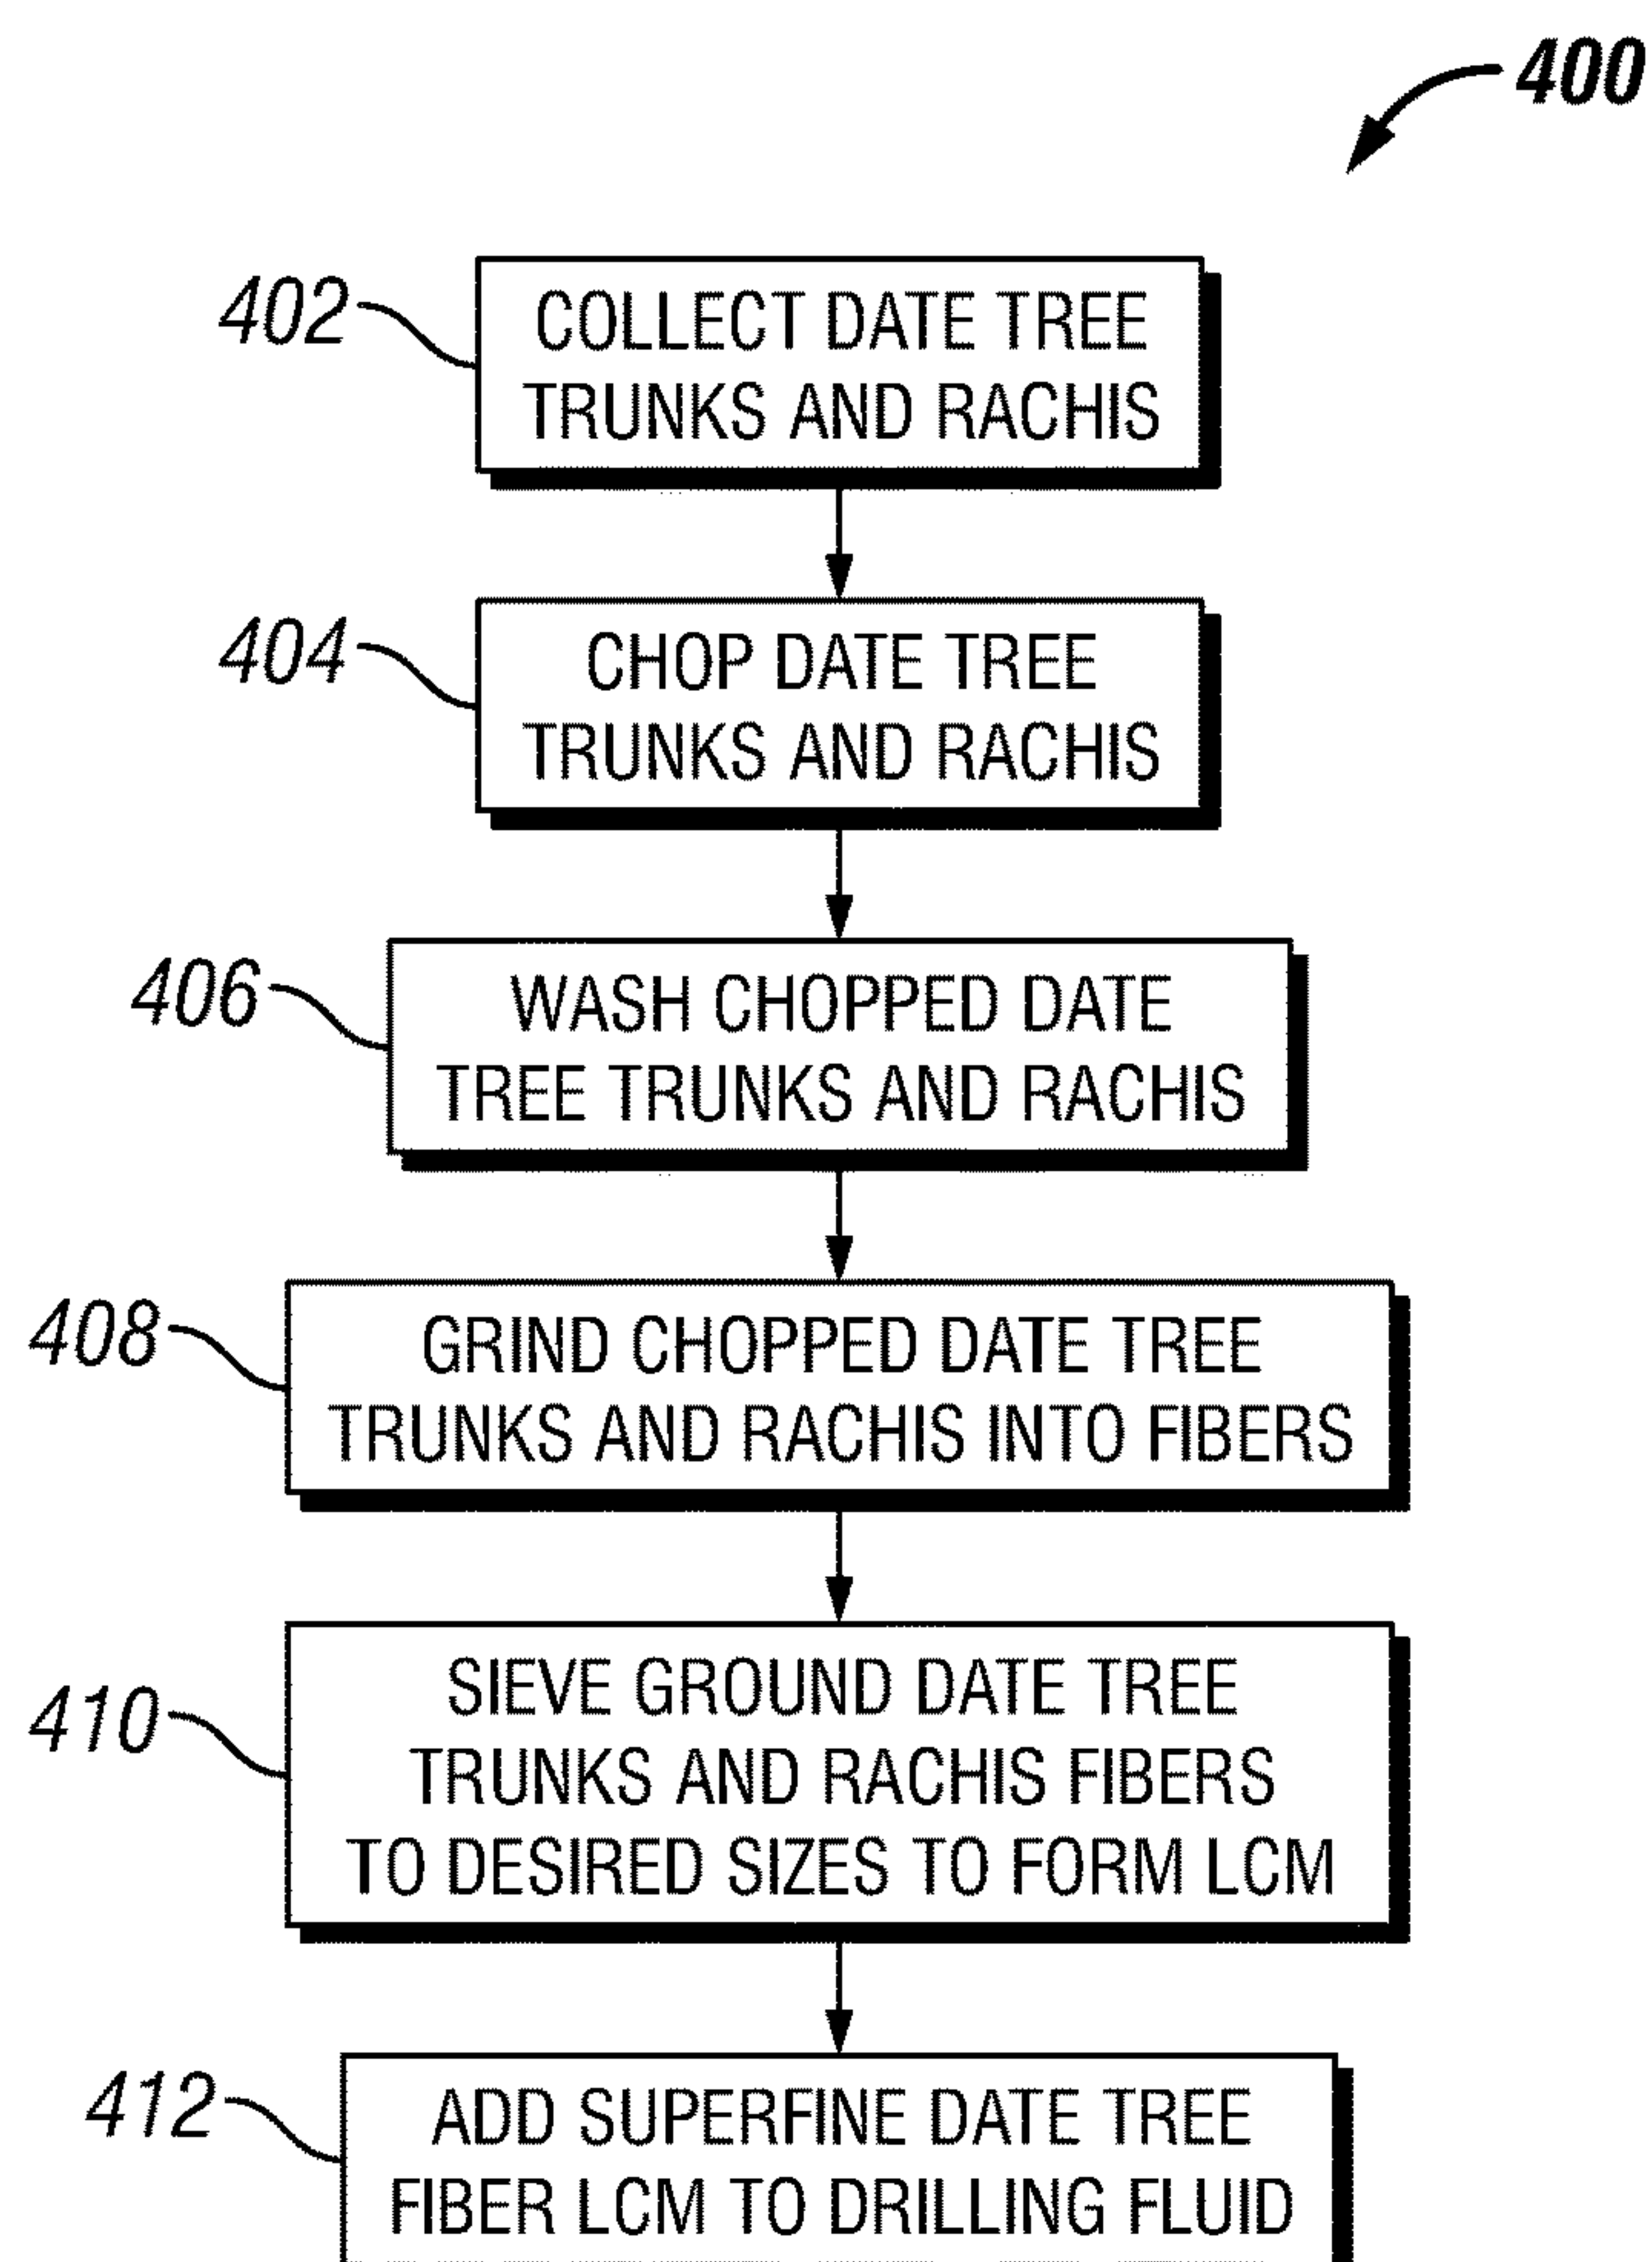 400
402
COLLECT DATE TREE
TRUNKS AND RACHIS
404
CHOP DATE TREE
TRUNKS AND RACHIS
406
WASH CHOPPED DATE
TREE TRUNKS AND RACHIS
408
GRIND CHOPPED DATE TREE
TRUNKS AND RACHIS INTO FIBERS
410
SIEVE GROUND DATE TREE
TRUNKS AND RACHIS FIBERS
TO DESIRED SIZES TO FORM LCM
412
ADD SUPERFINE DATE TREE
FIBER LCM TO DRILLING FLUID